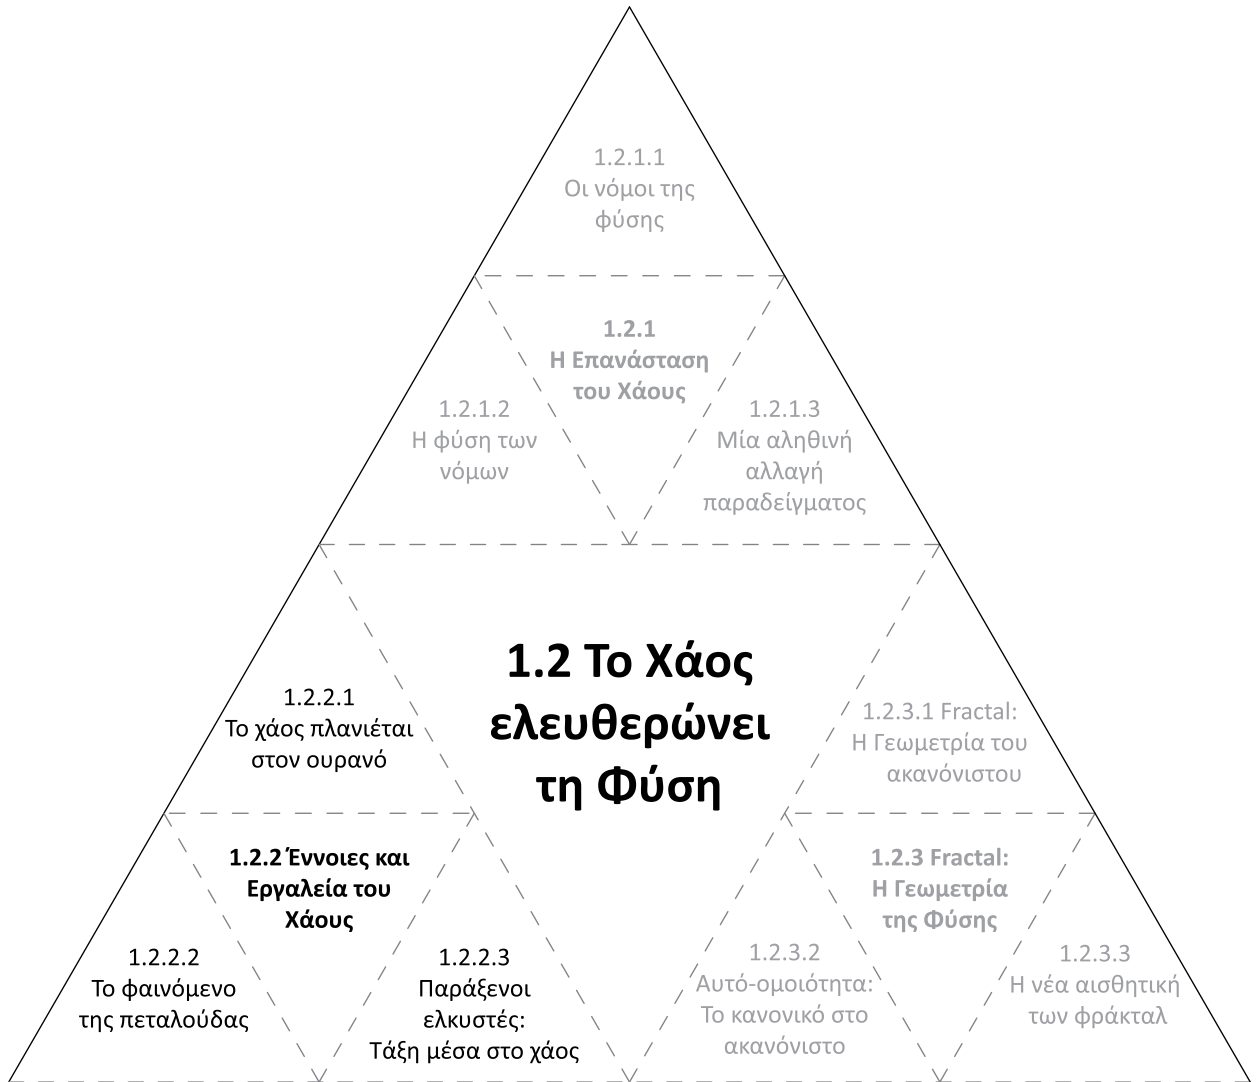 1.2.1.1
Οι νόμοι της
φύσης
1.2.1
Η Επανάσταση
του Χάους
1.2.1.2
Η φύση των
νόμων
1.2.1.3
Μία αληθινή
αλλαγή
παραδείγματος
1.2 Το Χάος
ελευθερώνει
τη Φύση
1.2.2.1
Το χάος πλανιέται
στον ουρανό
1.2.2 Έννοιες και
Εργαλεία του
Χάους
1.2.2.2
Το φαινόμενο
της πεταλούδας
1.2.2.3
Παράξενοι
ελκυστές:
Τάξη μέσα στο χάος
1.2.3.1 Fractal:
Η Γεωμετρία του
ακανόνιστου
1.2.3 Fractal:
Η Γεωμετρία
της Φύσης
1.2.3.2
Αυτό-ομοιότητα:
Το κανονικό στο
ακανόνιστο
1.2.3.3
Η νέα αισθητική
των φράκταλ